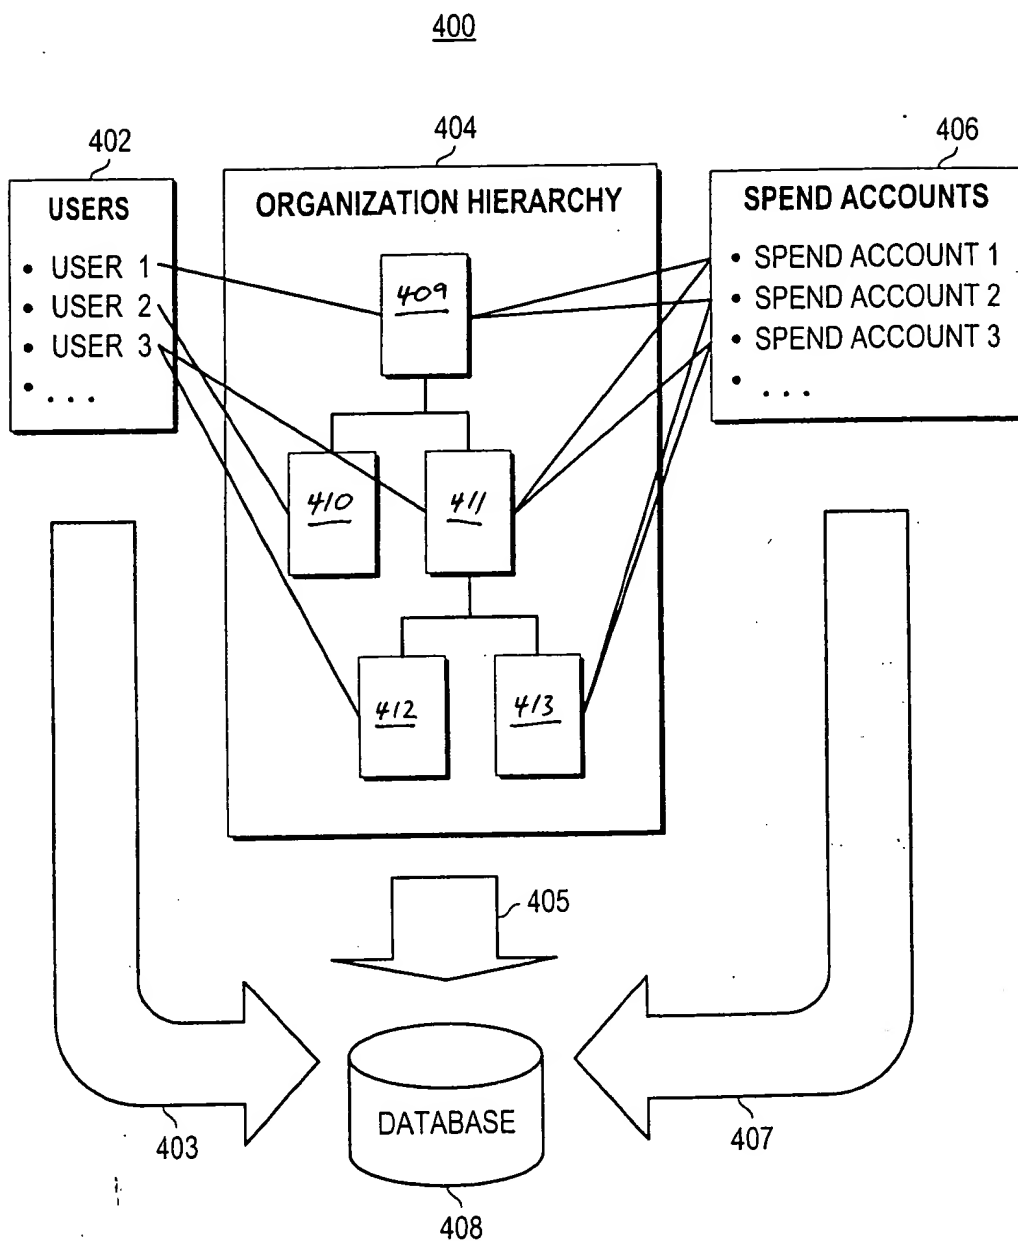 400
402
404
406
USERS
• USER 1
• USER 2
• USER 3
• . . .
ORGANIZATION HIERARCHY
409
410
411
412
413
SPEND ACCOUNTS
• SPEND ACCOUNT 1
• SPEND ACCOUNT 2
• SPEND ACCOUNT 3
• . . .
405
403
407
DATABASE
408